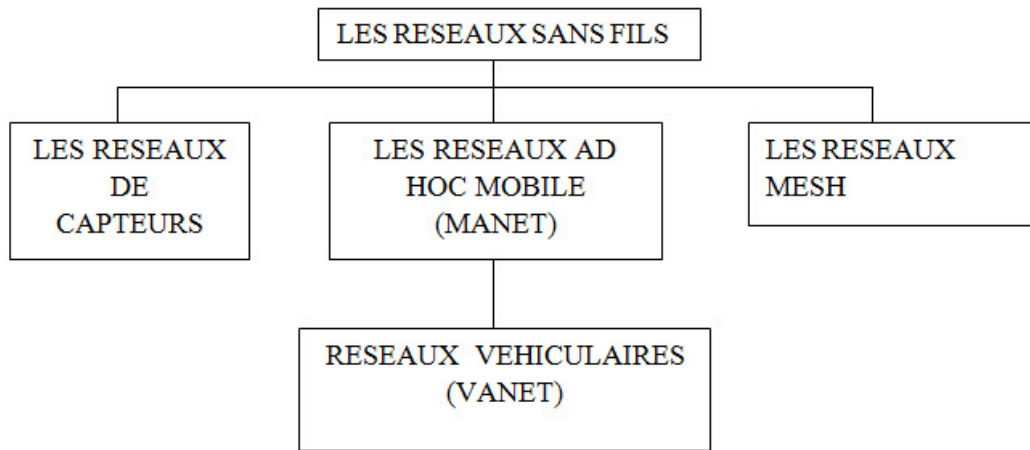 LES RESEAUX SANS FILS
LES RESEAUX
DE
CAPTEURS
LES RESEAUX AD
HOC MOBILE
(MANET)
LES RESEAUX
MESH
RESEAUX VEHICULAIRES
(VANET)